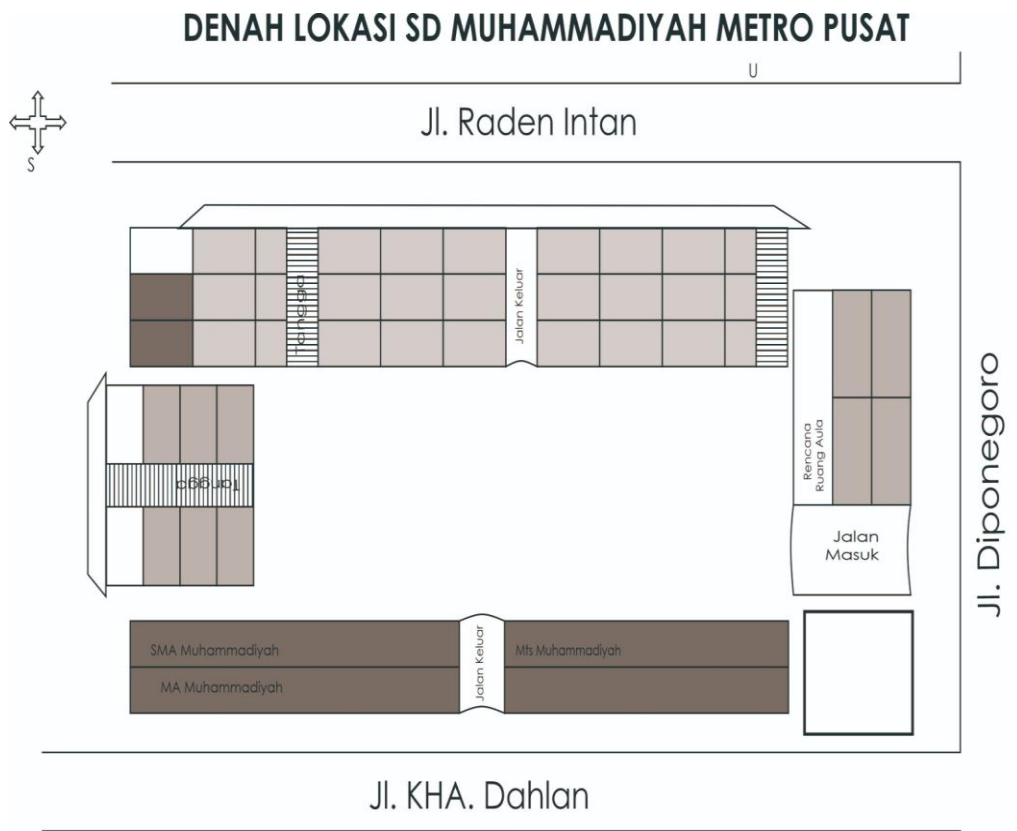 DENAH LOKASI SD MUHAMMADIYAH METRO PUSAT
U
Jl. Raden Intan
S
Tangga
Jalan Keluar
Rencana
Ruang Aula
Jl. Diponegoro
Tangga
Jalan
Masuk
SMA Muhammadiyah
Jalan Keluar
Mts Muhammadiyah
MA Muhammadiyah
Jl. KHA. Dahlan